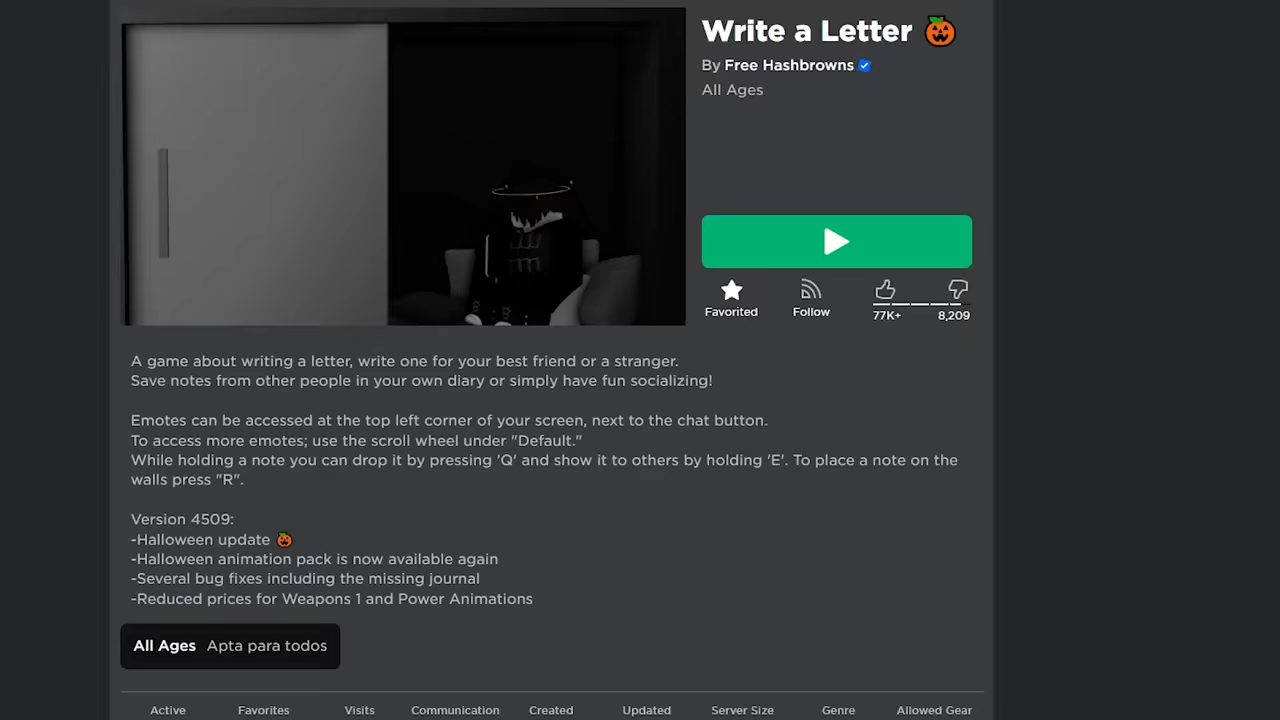 Write a Letter 🎃
By Free Hashbrowns
All Ages
Favorited
Follow
77K+
8,209
A game about writing a letter, write one for your best friend or a stranger.
Save notes from other people in your own diary or simply have fun socializing!
Emotes can be accessed at the top left corner of your screen, next to the chat button.
To access more emotes; use the scroll wheel under "Default."
While holding a note you can drop it by pressing 'Q' and show it to others by holding 'E'. To place a note on the
walls press "R".
Version 4509:
-Halloween update 🎃
-Halloween animation pack is now available again
-Several bug fixes including the missing journal
-Reduced prices for Weapons 1 and Power Animations
All Ages Apta para todos
Active Favorites Visits Communication Created Updated Server Size Genre Allowed Gear